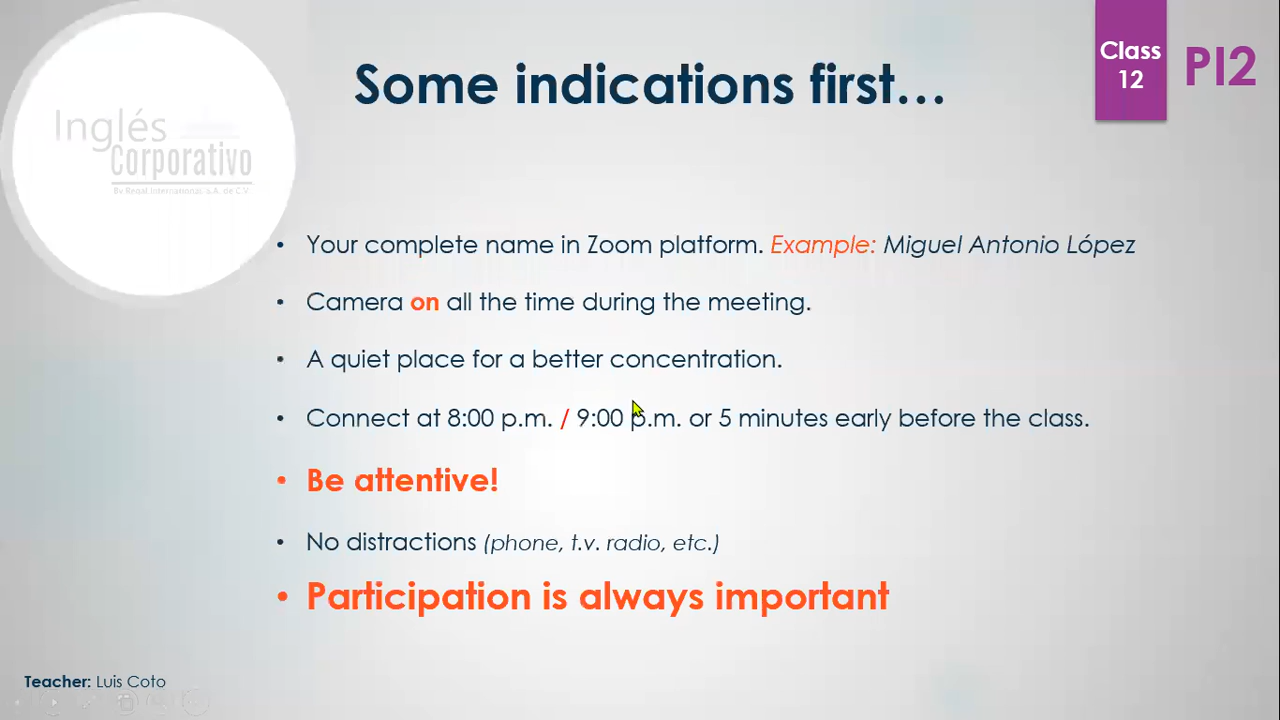 Some indications first…
Class
12
PI2
Inglés
Corporativo
By Regal International S.A. de C.V.
• Your complete name in Zoom platform. Example: Miguel Antonio López
• Camera on all the time during the meeting.
• A quiet place for a better concentration.
• Connect at 8:00 p.m. / 9:00 p.m. or 5 minutes early before the class.
• Be attentive!
• No distractions (phone, t.v. radio, etc.)
• Participation is always important
Teacher: Luis Coto